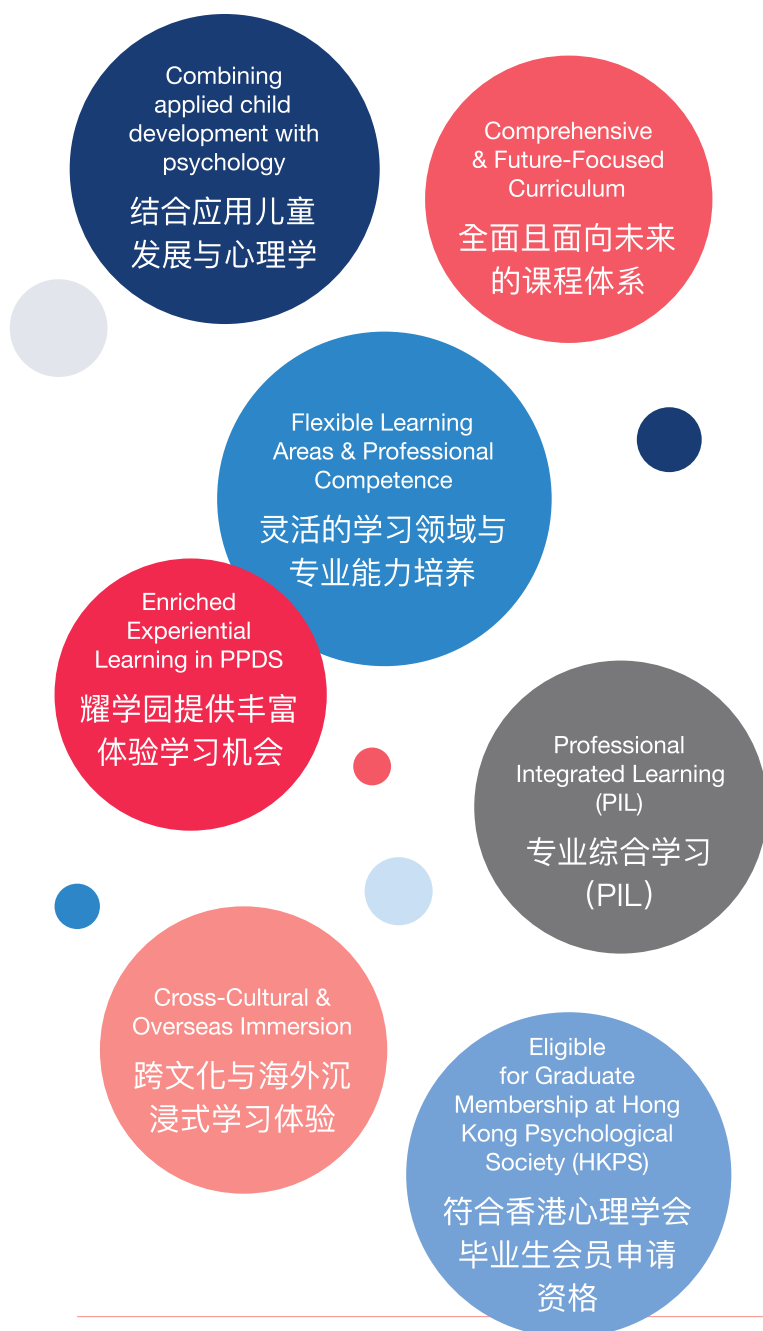 Combining
applied child
development with
psychology
结合应用儿童
发展与心理学
Comprehensive
& Future-Focused
Curriculum
全面且面向未来
的课程体系
Flexible Learning
Areas & Professional
Competence
灵活的学习领域与
专业能力培养
Enriched
Experiential
Learning in PPDS
耀学园提供丰富
体验学习机会
Professional
Integrated Learning
(PIL)
专业综合学习
(PIL)
Cross-Cultural &
Overseas Immersion
跨文化与海外沉
浸式学习体验
Eligible
for Graduate
Membership at Hong
Kong Psychological
Society (HKPS)
符合香港心理学会
毕业生会员申请
资格